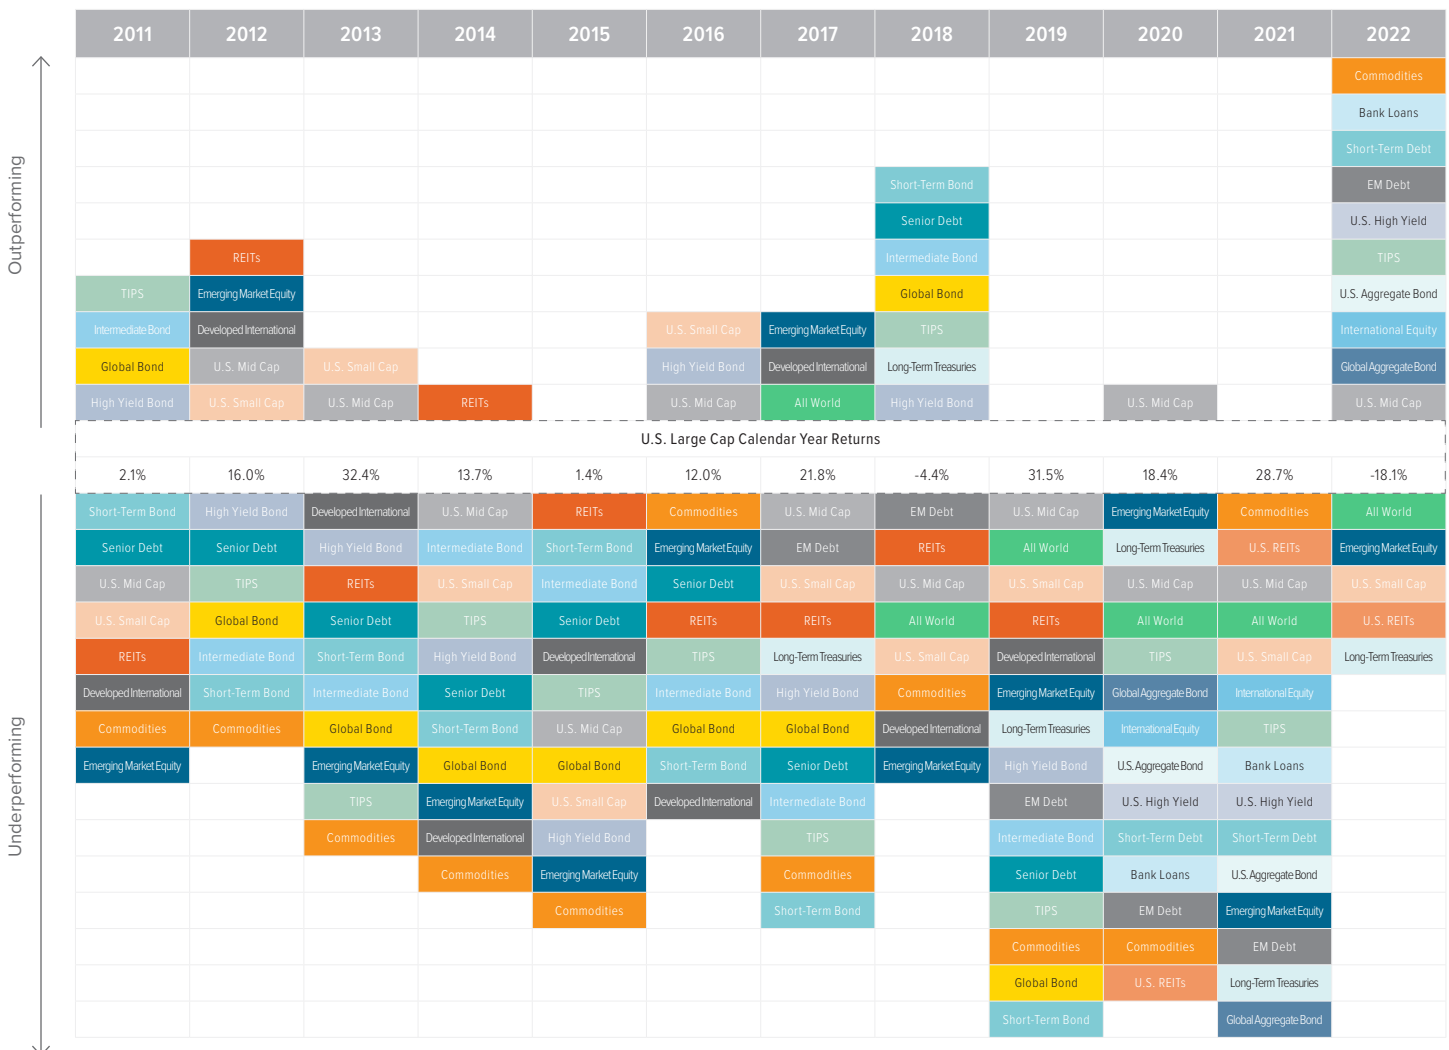 2011 2012 2013 2014 2015 2016 2017 2018 2019 2020 2021 2022
Outperforming
Commodities
Bank Loans
Short-Term Debt
Short-Term Bond EM Debt
Senior Debt U.S. High Yield
REITs Intermediate Bond TIPS
TIPS Emerging Market Equity Global Bond U.S. Aggregate Bond
Intermediate Bond Developed International U.S. Small Cap Emerging Market Equity TIPS International Equity
Global Bond U.S. Mid Cap U.S. Small Cap High Yield Bond Developed International Long-Term Treasuries Global Aggregate Bond
High Yield Bond U.S. Small Cap U.S. Mid Cap REITs U.S. Mid Cap All World High Yield Bond U.S. Mid Cap U.S. Mid Cap
U.S. Large Cap Calendar Year Returns
2.1% 16.0% 32.4% 13.7% 1.4% 12.0% 21.8% -4.4% 31.5% 18.4% 28.7% -18.1%
Underperforming
Short-Term Bond High Yield Bond Developed International U.S. Mid Cap REITs Commodities U.S. Mid Cap EM Debt U.S. Mid Cap Emerging Market Equity Commodities All World
Senior Debt Senior Debt High Yield Bond Intermediate Bond Short-Term Bond Emerging Market Equity EM Debt REITs All World Long-Term Treasuries U.S. REITs Emerging Market Equity
U.S. Mid Cap TIPS REITs U.S. Small Cap Intermediate Bond Senior Debt U.S. Small Cap U.S. Mid Cap U.S. Small Cap U.S. Mid Cap U.S. Mid Cap U.S. Small Cap
U.S. Small Cap Global Bond Senior Debt TIPS Senior Debt REITs REITs All World REITs All World All World U.S. REITs
REITs Intermediate Bond Short-Term Bond High Yield Bond Developed International TIPS Long-Term Treasuries U.S. Small Cap Developed International TIPS U.S. Small Cap Long-Term Treasuries
Developed International Short-Term Bond Intermediate Bond Senior Debt TIPS Intermediate Bond High Yield Bond Commodities Emerging Market Equity Global Aggregate Bond International Equity
Commodities Commodities Global Bond Short-Term Bond U.S. Mid Cap Global Bond Global Bond Developed International Long-Term Treasuries International Equity TIPS
Emerging Market Equity Emerging Market Equity Global Bond Global Bond Short-Term Bond Senior Debt Emerging Market Equity High Yield Bond U.S. Aggregate Bond Bank Loans
TIPS Emerging Market Equity U.S. Small Cap Developed International Intermediate Bond EM Debt U.S. High Yield U.S. High Yield
Commodities Developed International High Yield Bond TIPS Intermediate Bond Short-Term Debt Short-Term Debt
Commodities Emerging Market Equity Commodities Senior Debt Bank Loans U.S. Aggregate Bond
Commodities Short-Term Bond TIPS EM Debt Emerging Market Equity
Commodities Commodities EM Debt
Global Bond U.S. REITs Long-Term Treasuries
Short-Term Bond Global Aggregate Bond